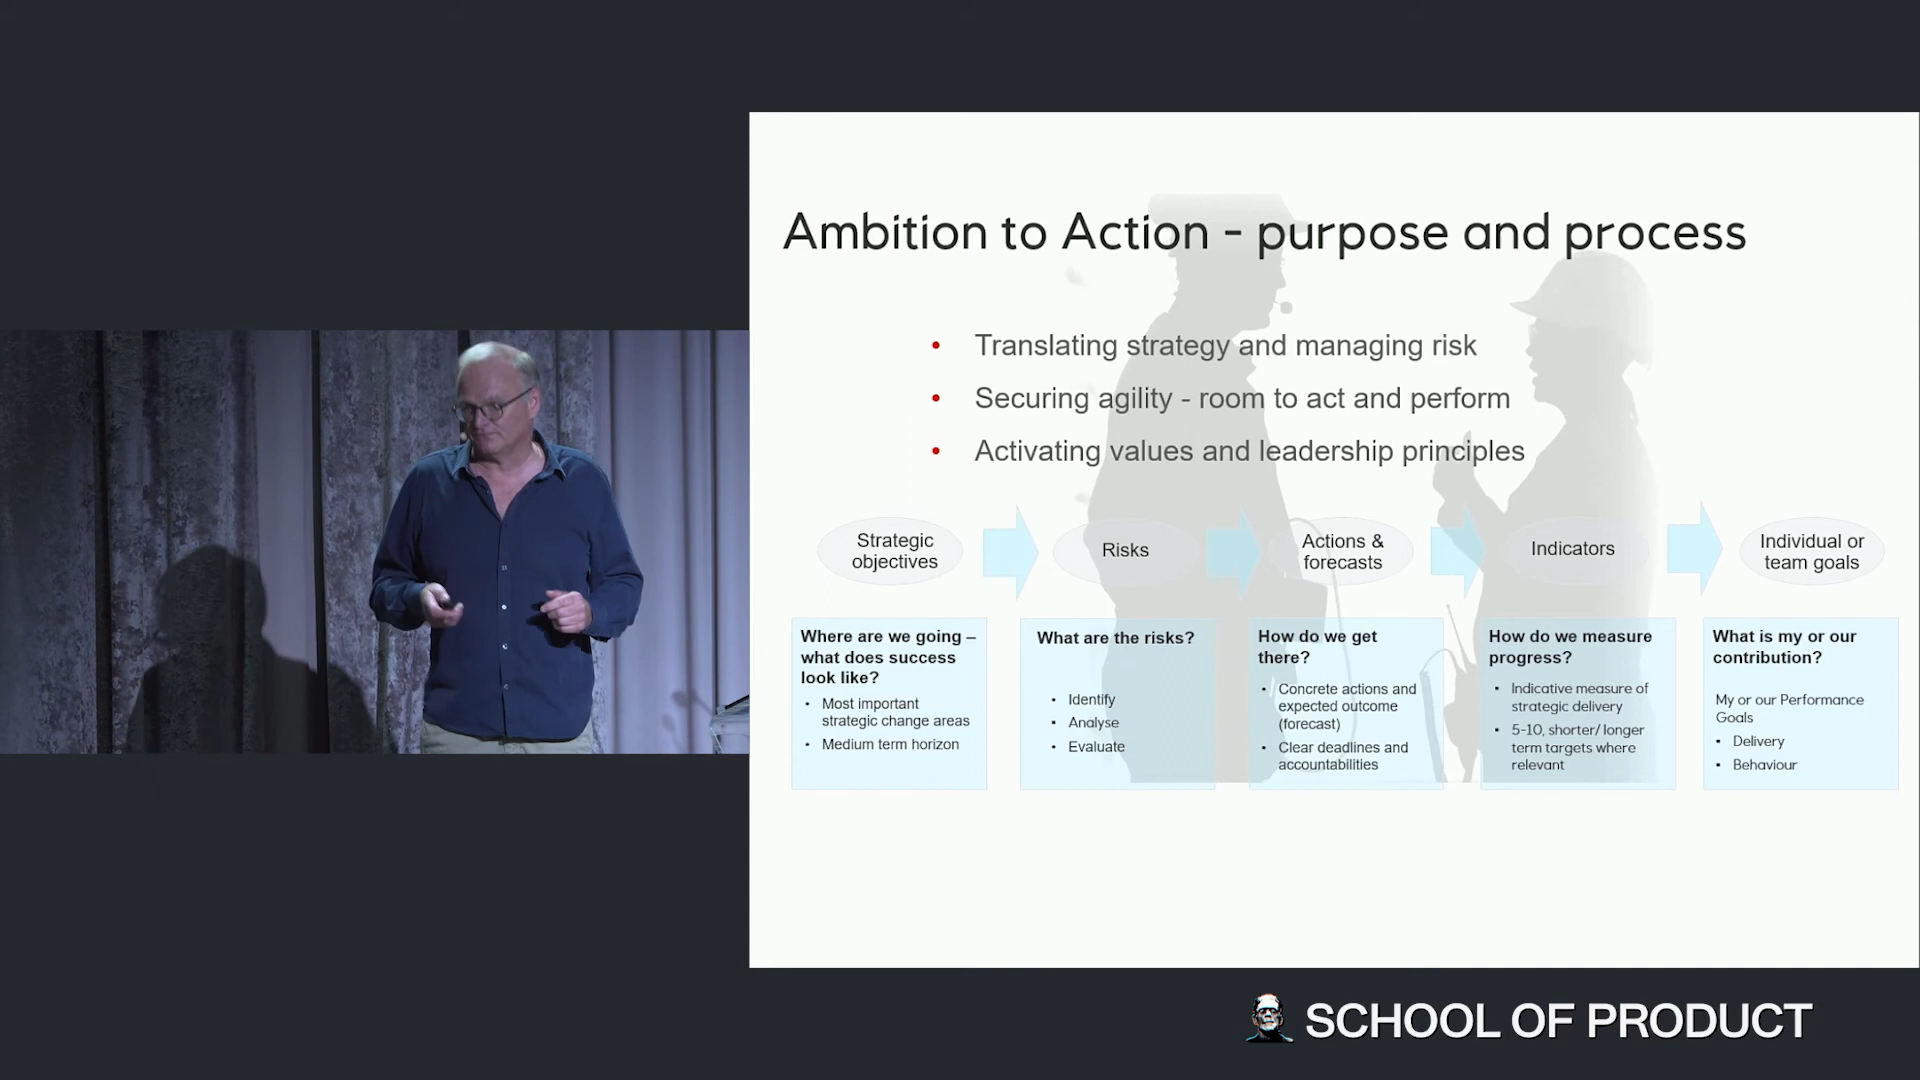 Ambition to Action - purpose and process
• Translating strategy and managing risk
• Securing agility - room to act and perform
• Activating values and leadership principles
Strategic
objectives
Risks
Actions &
forecasts
Indicators
Individual or
team goals
Where are we going –
what does success
look like?
• Most important
strategic change areas
• Medium term horizon
What are the risks?
• Identify
• Analyse
• Evaluate
How do we get
there?
• Concrete actions and
expected outcome
(forecast)
• Clear deadlines and
accountabilities
How do we measure
progress?
• Indicative measure of
strategic delivery
• 5-10, shorter/ longer
term targets where
relevant
What is my or our
contribution?
My or our Performance
Goals
• Delivery
• Behaviour
SCHOOL OF PRODUCT